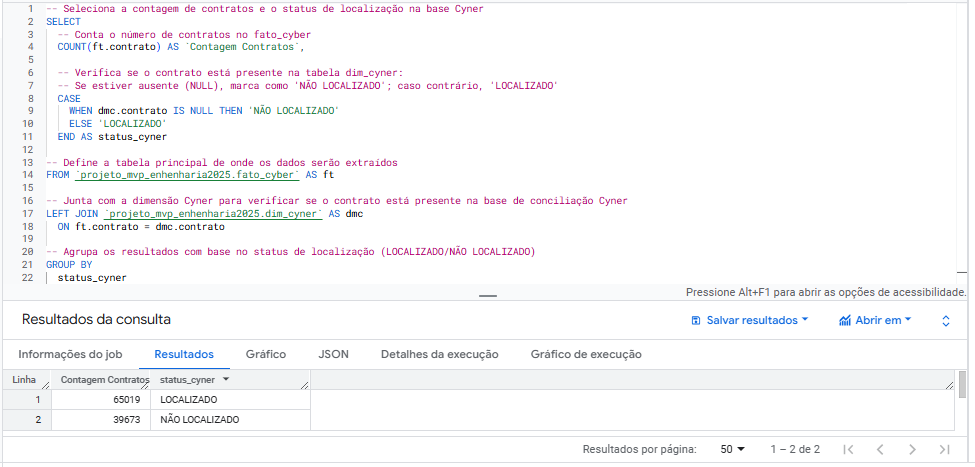 1 -- Seleciona a contagem de contratos e o status de localização na base Cyner
2 SELECT
3 -- Conta o número de contratos no fato_cyber
4 COUNT(ft.contrato) AS `Contagem Contratos`,
5
6 -- Verifica se o contrato está presente na tabela dim_cyner:
7 -- Se estiver ausente (NULL), marca como 'NÃO LOCALIZADO'; caso contrário, 'LOCALIZADO'
8 CASE
9 WHEN dmc.contrato IS NULL THEN 'NÃO LOCALIZADO'
10 ELSE 'LOCALIZADO'
11 END AS status_cyner
12
13 -- Define a tabela principal de onde os dados serão extraídos
14 FROM `projeto_mvp_enhenharia2025.fato_cyber` AS ft
15
16 -- Junta com a dimensão Cyner para verificar se o contrato está presente na base de conciliação Cyner
17 LEFT JOIN `projeto_mvp_enhenharia2025.dim_cyner` AS dmc
18 ON ft.contrato = dmc.contrato
19
20 -- Agrupa os resultados com base no status de localização (LOCALIZADO/NÃO LOCALIZADO)
21 GROUP BY
22 status_cyner
Pressione Alt+F1 para abrir as opções de acessibilidade.
Resultados da consulta Salvar resultados Abrir em
Informações do job Resultados Gráfico JSON Detalhes da execução Gráfico de execução
Linha Contagem Contratos status_cyner
1 65019 LOCALIZADO
2 39673 NÃO LOCALIZADO
Resultados por página: 50 1 – 2 de 2